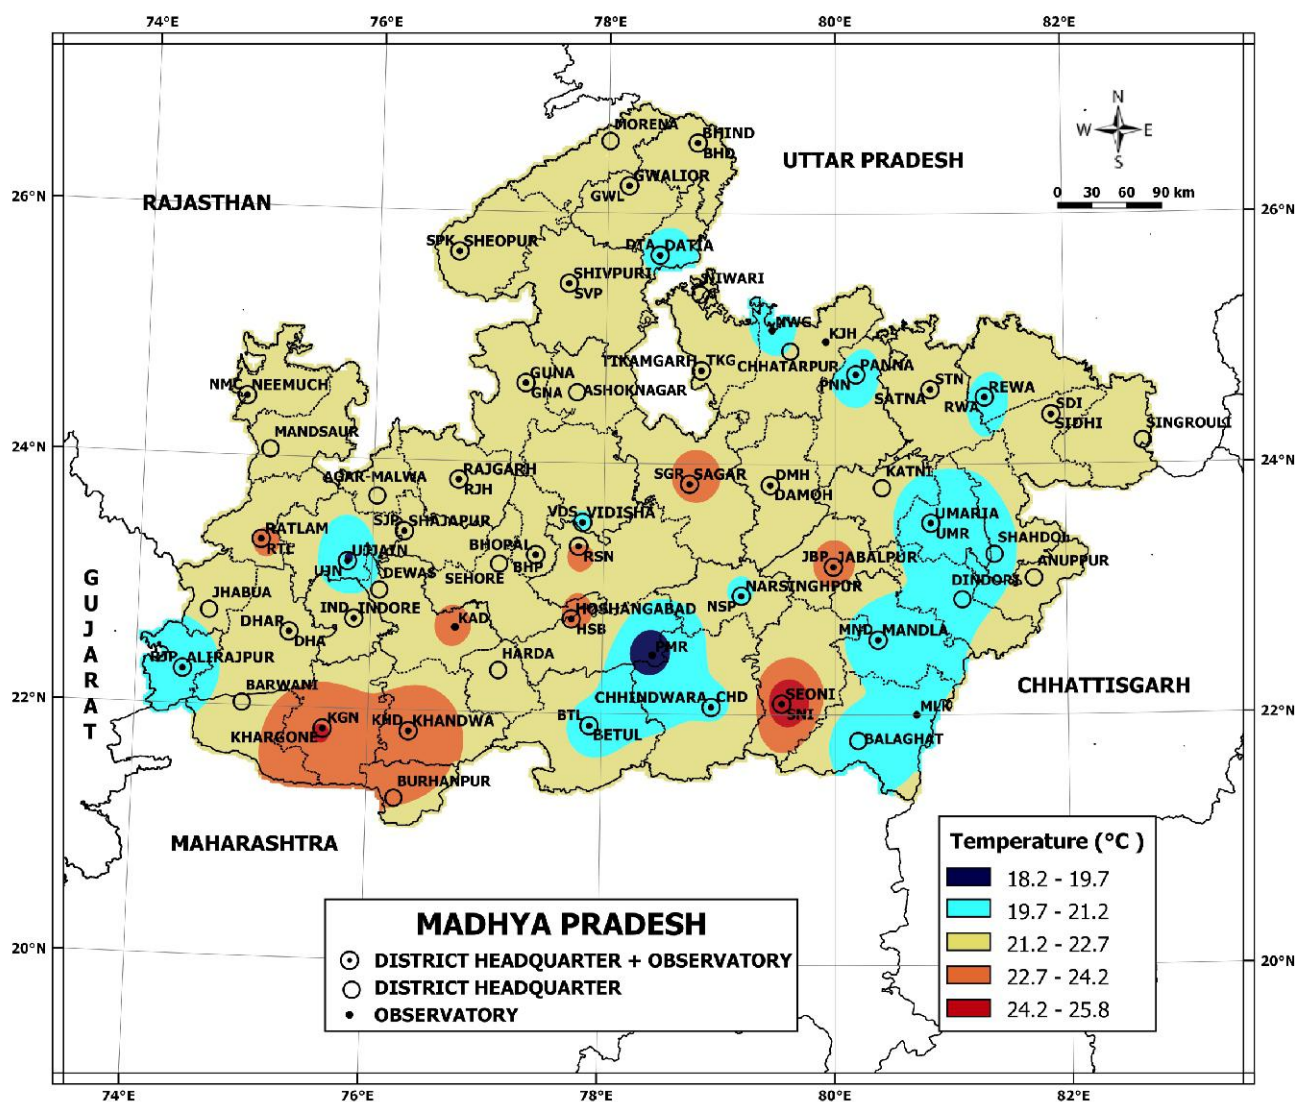 74°E 76°E 78°E 80°E 82°E
N
W E
S
0 30 60 90 km
UTTAR PRADESH
RAJASTHAN
26°N 26°N
MORENA
BHIND
BHD
GWALIOR
GWL
SPK SHEOPUR
DTA DATIA
SHIVPURI
SVP
NIWARI
NWG
KJH
CHHATARPUR
TIKAMGARH TKG
PANNA
PNN
STN
SATNA
REWA
RWA
SDI
SIDHI
SINGROULI
GUNA
GNA
ASHOKNAGAR
NMC NEEMUCH
MANDSAUR
24°N 24°N
AGAR-MALWA
RAJGARH
RJH
SGR SAGAR
DMH
DAMOH
KATNI
UMARIA
UMR
SHAHDOL
ANUPPUR
DINDORI
SJP SHAJAPUR
VDS VIDISHA
RATLAM
RTL
UJJAIN
UJN
BHOPAL
BHP
RSN
SEHORE
DEWAS
JBP JABALPUR
NARSINGHPUR
NSP
JHABUA
IND INDORE
DHAR
DHA
KAD
HOSHANGABAD
HSB
PMR
MND MANDLA
RJP ALIRAJPUR
HARDA
BARWANI
CHHINDWARA CHD
SEONI
SNI
MLK
CHHATTISGARH
22°N 22°N
KGN
KHARGONE
KHD KHANDWA
BTL
BETUL
BALAGHAT
BURHANPUR
GUJARAT
MAHARASHTRA
Temperature (°C )
18.2 - 19.7
19.7 - 21.2
21.2 - 22.7
22.7 - 24.2
24.2 - 25.8
MADHYA PRADESH
DISTRICT HEADQUARTER + OBSERVATORY
DISTRICT HEADQUARTER
OBSERVATORY
20°N 20°N
74°E 76°E 78°E 80°E 82°E